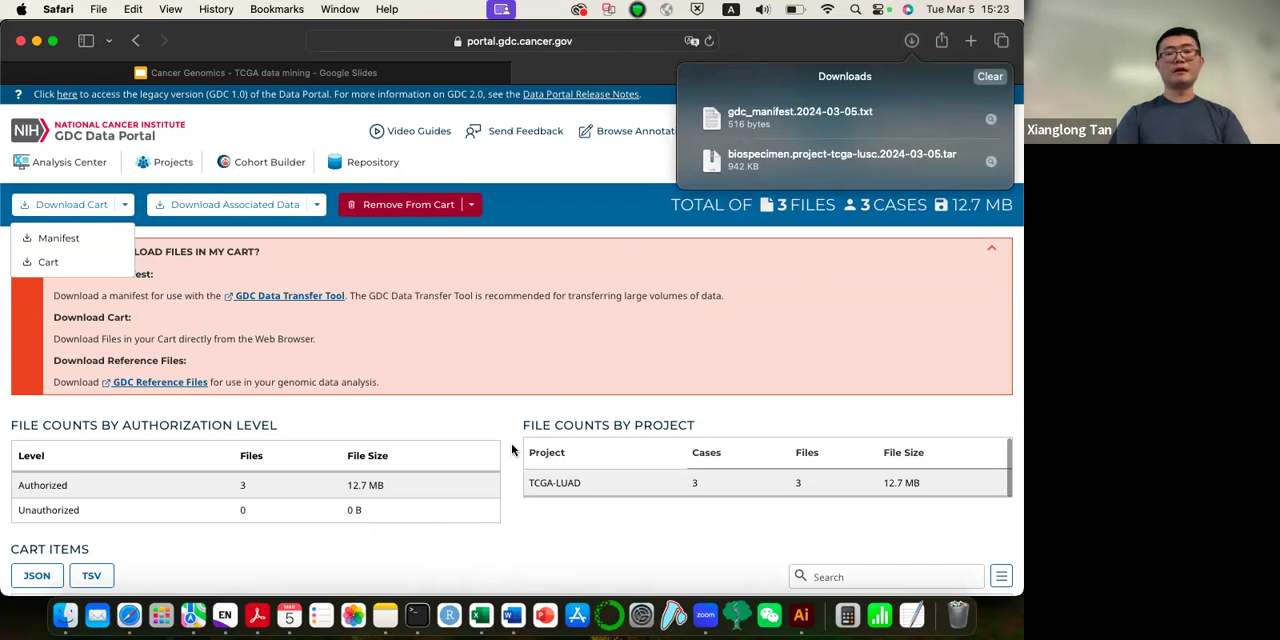 Safari File Edit View History Bookmarks Window Help
A
Tue Mar 5 15:23
portal.gdc.cancer.gov
Cancer Genomics - TCGA data mining - Google Slides
Downloads
Clear
gdc_manifest.2024-03-05.txt
516 bytes
biospecimen.project-tcga-lusc.2024-03-05.tar
942 KB
? Click here to access the legacy version (GDC 1.0) of the Data Portal. For more information on GDC 2.0, see the Data Portal Release Notes.
NIH NATIONAL CANCER INSTITUTE
GDC Data Portal
Video Guides Send Feedback Browse Annotat
Analysis Center Projects Cohort Builder Repository
Download Cart Download Associated Data Remove From Cart TOTAL OF 3 FILES 3 CASES 12.7 MB
Manifest
Cart
LOAD FILES IN MY CART?
est:
Download a manifest for use with the GDC Data Transfer Tool. The GDC Data Transfer Tool is recommended for transferring large volumes of data.
Download Cart:
Download Files in your Cart directly from the Web Browser.
Download Reference Files:
Download GDC Reference Files for use in your genomic data analysis.
FILE COUNTS BY AUTHORIZATION LEVEL
Level Files File Size
Authorized 3 12.7 MB
Unauthorized 0 0 B
FILE COUNTS BY PROJECT
Project Cases Files File Size
TCGA-LUAD 3 3 12.7 MB
CART ITEMS
JSON TSV
Search
MAR
5
EN
R
zoom
Ai
Xianglong Tan